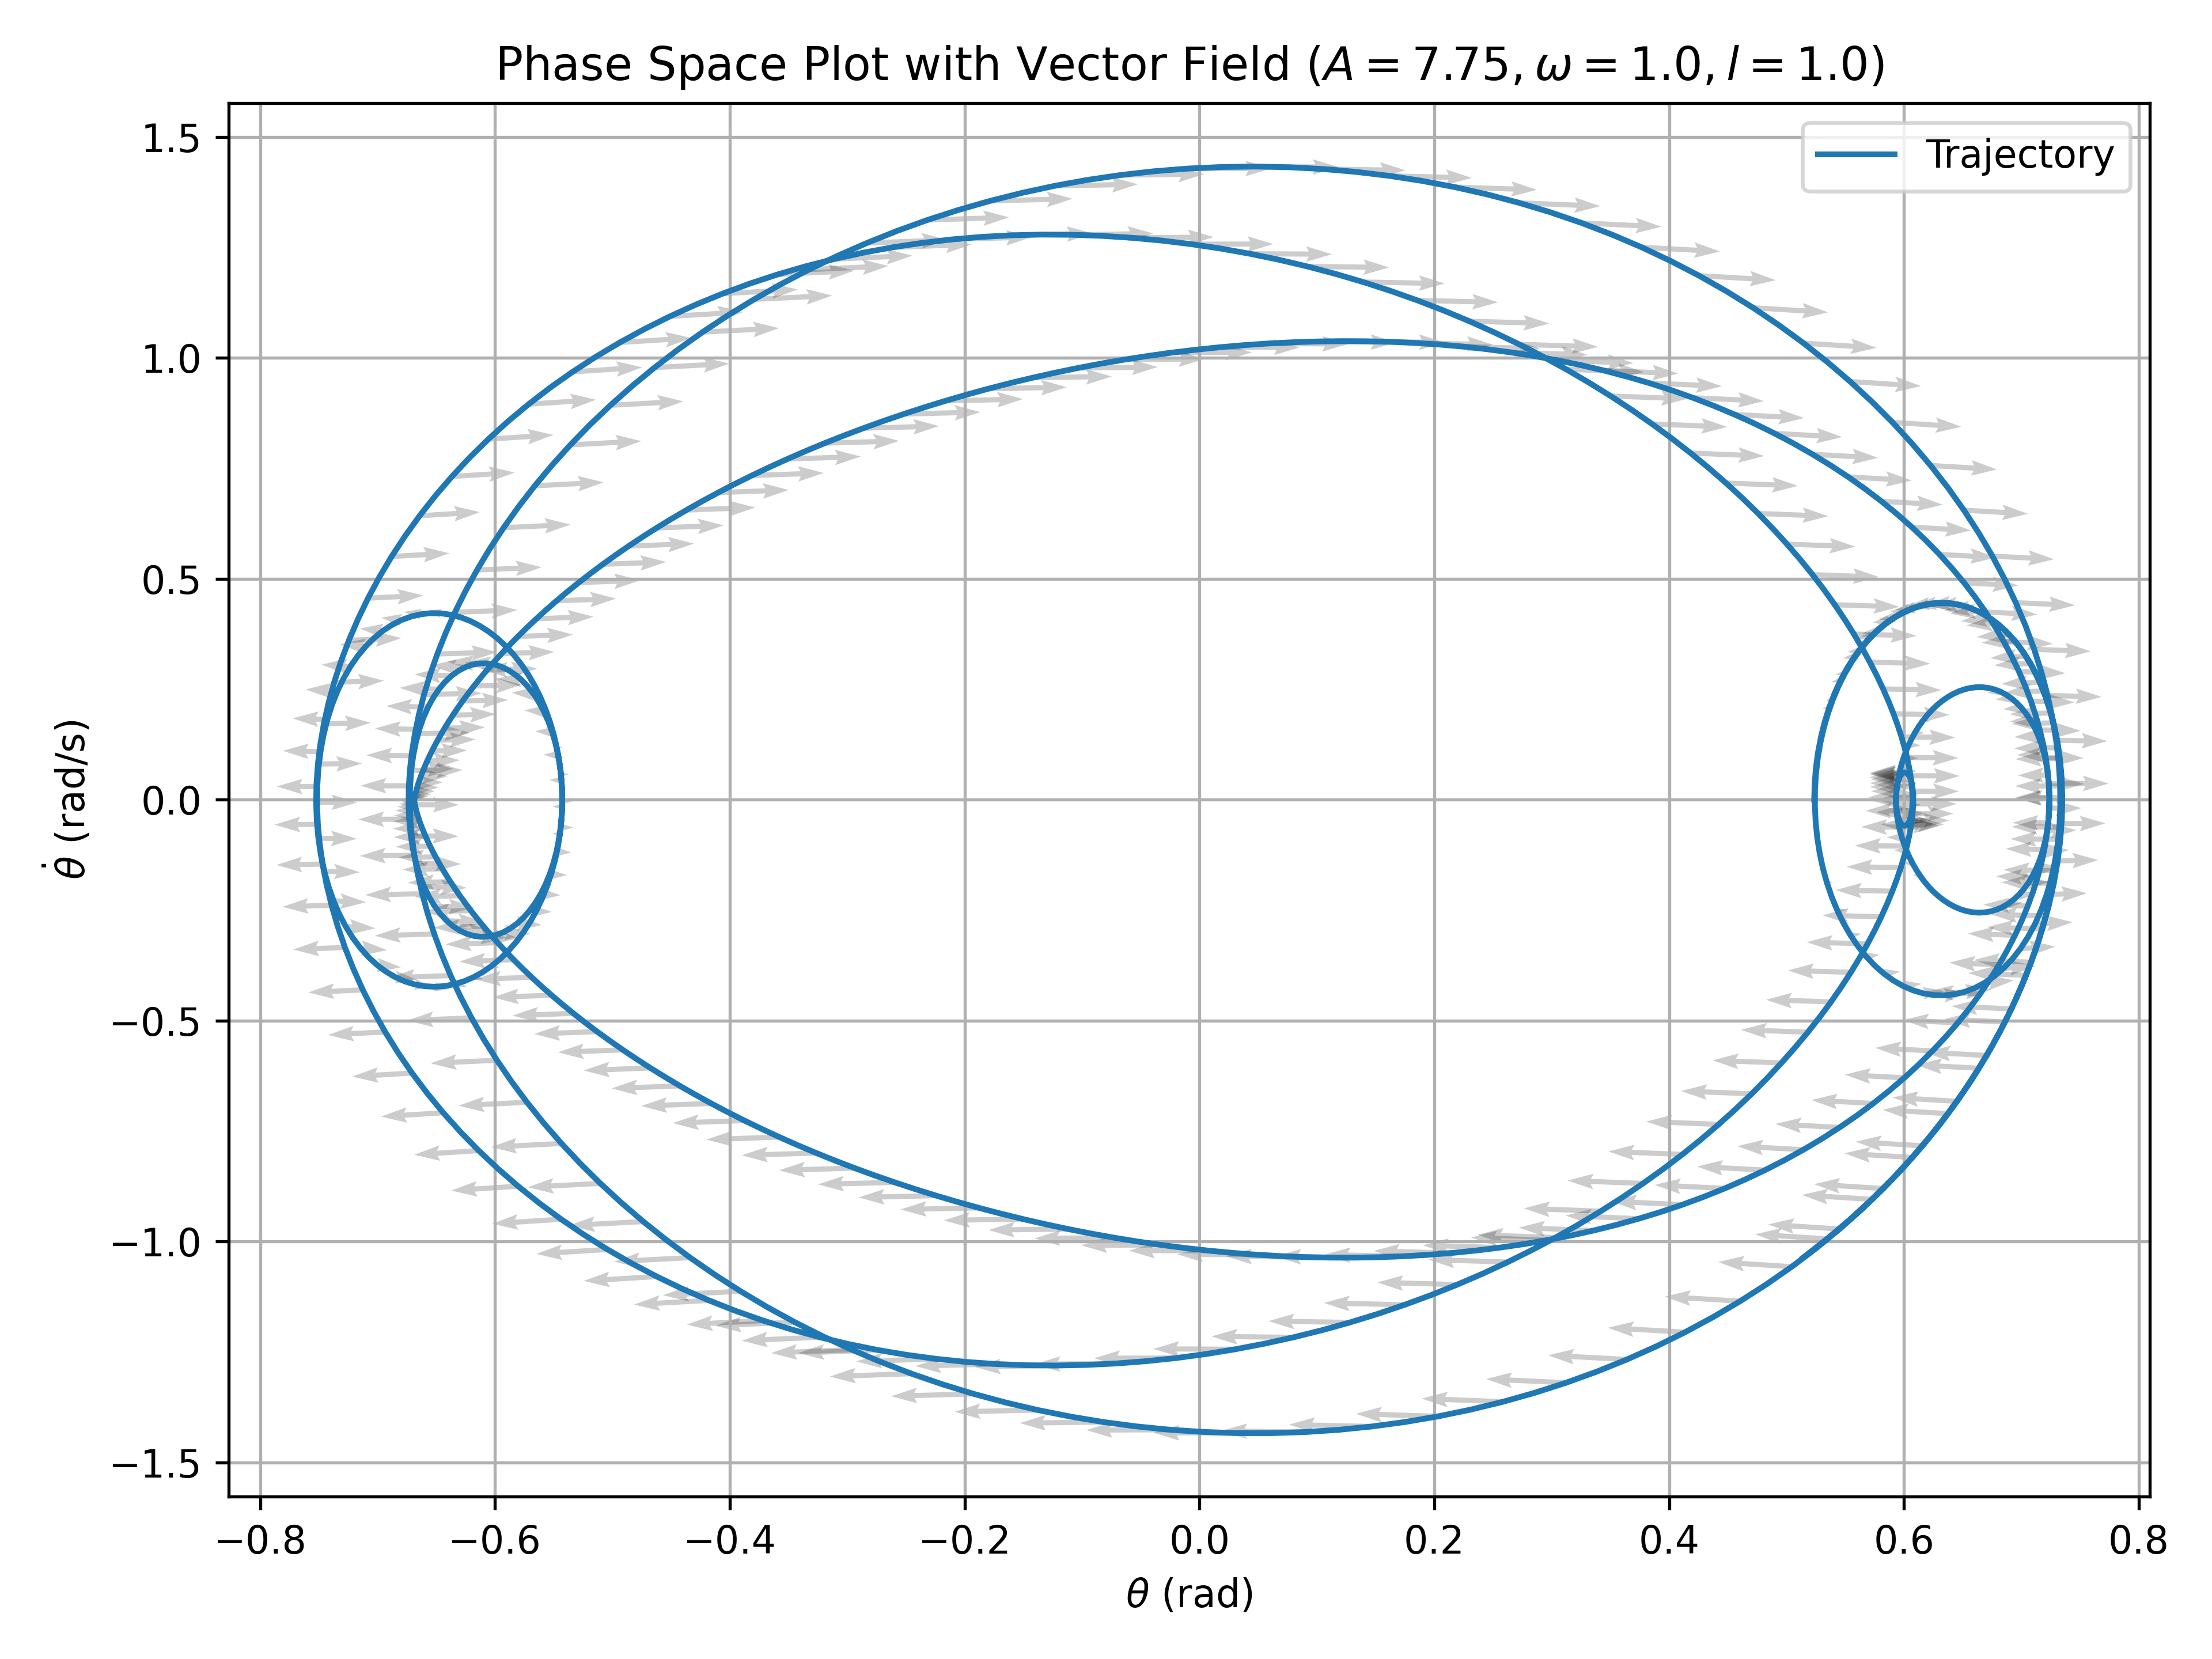 Phase Space Plot with Vector Field (A = 7.75, ω = 1.0, l = 1.0)
Trajectory
1.5
1.0
0.5
0.0
−0.5
−1.0
−1.5
θ̇ (rad/s)
−0.8 −0.6 −0.4 −0.2 0.0 0.2 0.4 0.6 0.8
θ (rad)